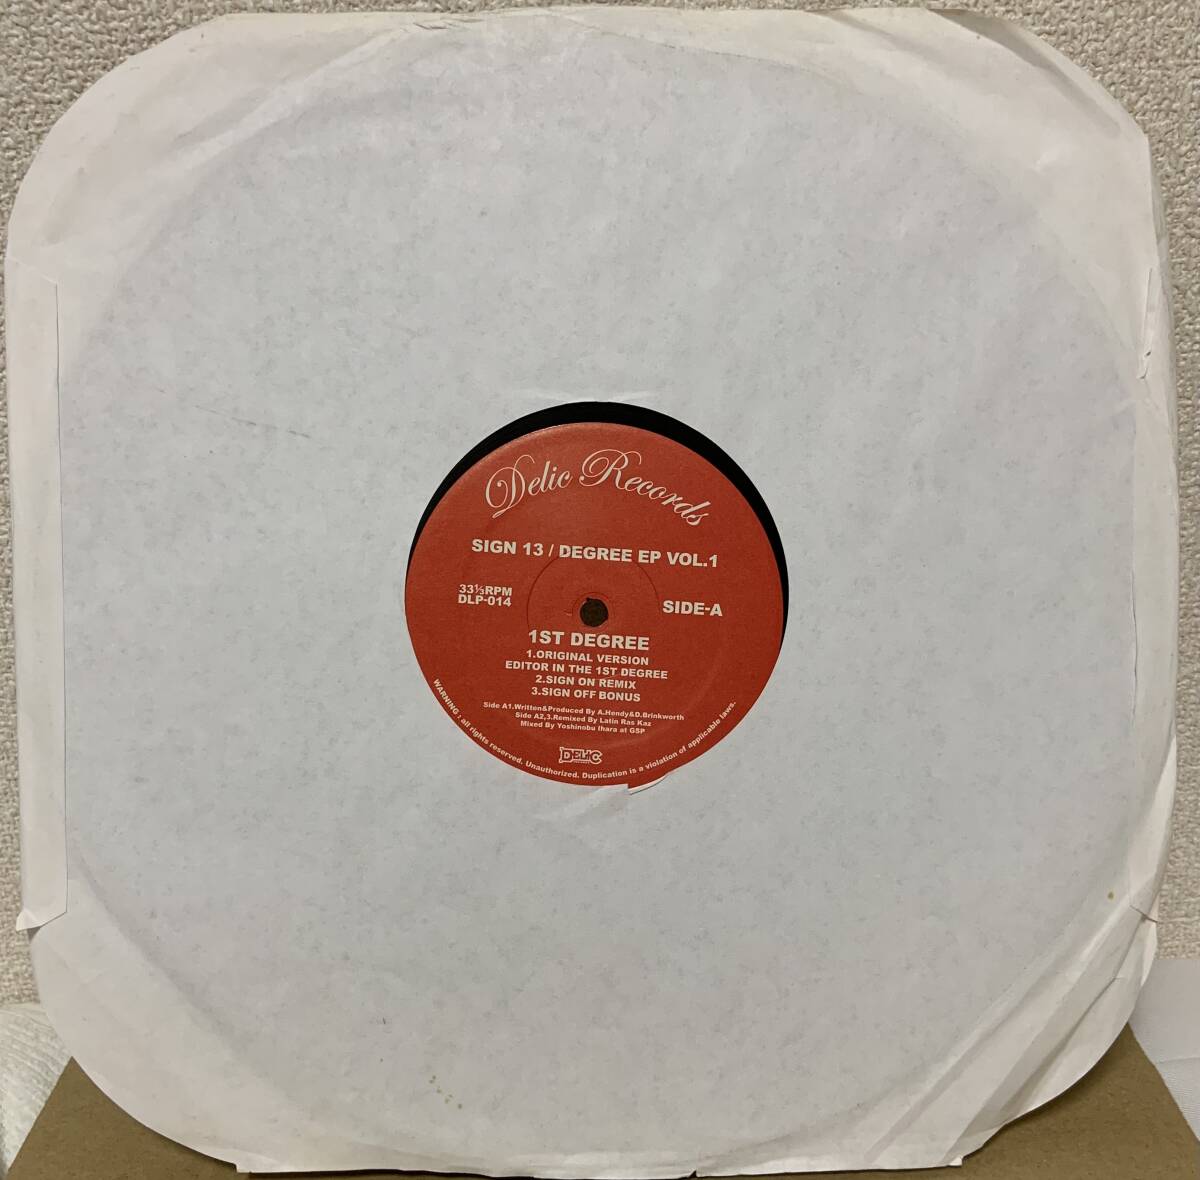 Delic Records
SIGN 13 / DEGREE EP VOL.1
33⅓RPM
DLP-014
SIDE-A
1ST DEGREE
1.ORIGINAL VERSION
EDITOR IN THE 1ST DEGREE
2.SIGN ON REMIX
3.SIGN OFF BONUS
Side A1.Written&Produced By A.Hendy&D.Brinkworth
Side A2,3.Remixed By Latin Ras Kaz
Mixed By Yoshinobu Ihara at GSP
DELIC
WARNING : all rights reserved. Unauthorized. Duplication is a violation of applicable laws.